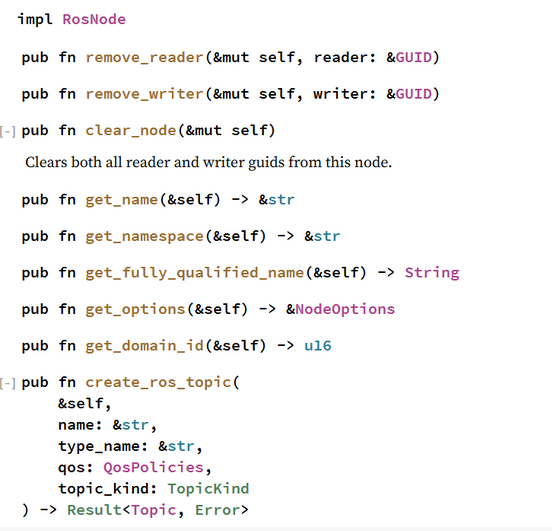 impl RosNode
pub fn remove_reader(&mut self, reader: &GUID)
pub fn remove_writer(&mut self, writer: &GUID)
[-] pub fn clear_node(&mut self)
Clears both all reader and writer guids from this node.
pub fn get_name(&self) -> &str
pub fn get_namespace(&self) -> &str
pub fn get_fully_qualified_name(&self) -> String
pub fn get_options(&self) -> &NodeOptions
pub fn get_domain_id(&self) -> u16
[-] pub fn create_ros_topic(
&self,
name: &str,
type_name: &str,
qos: QosPolicies,
topic_kind: TopicKind
) -> Result<Topic, Error>